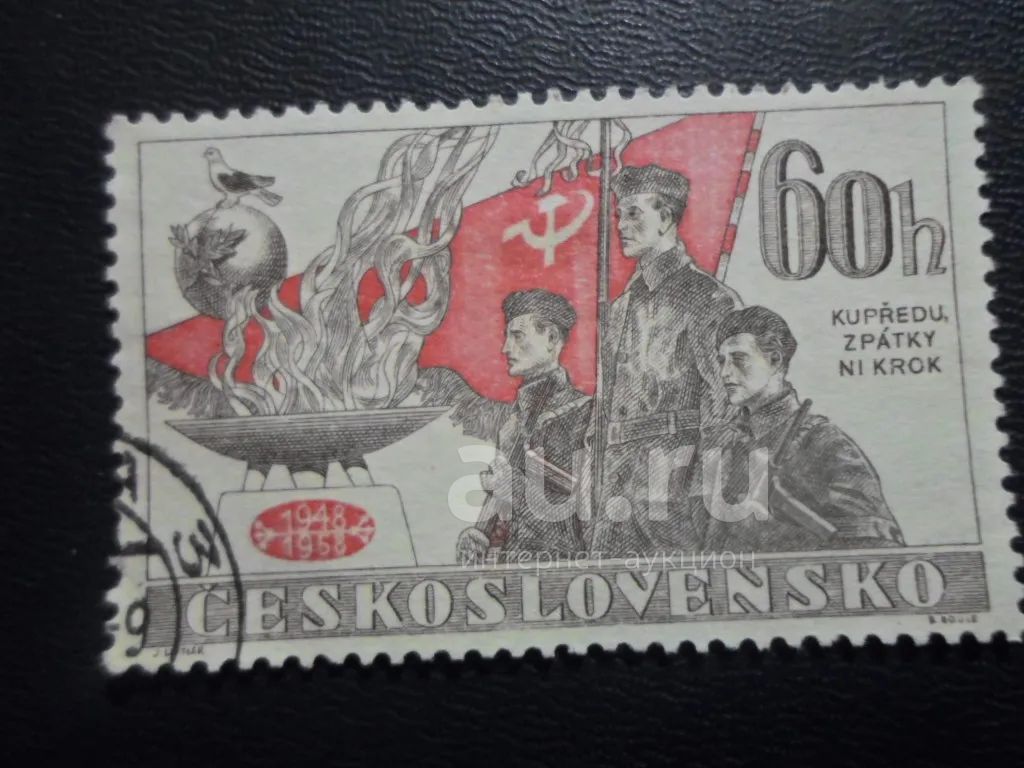 60h
KUPŘEDU,
ZPÁTKY
NI KROK
au.ru
интернет аукцион
1948
1958
ČESKOSLOVENSKO